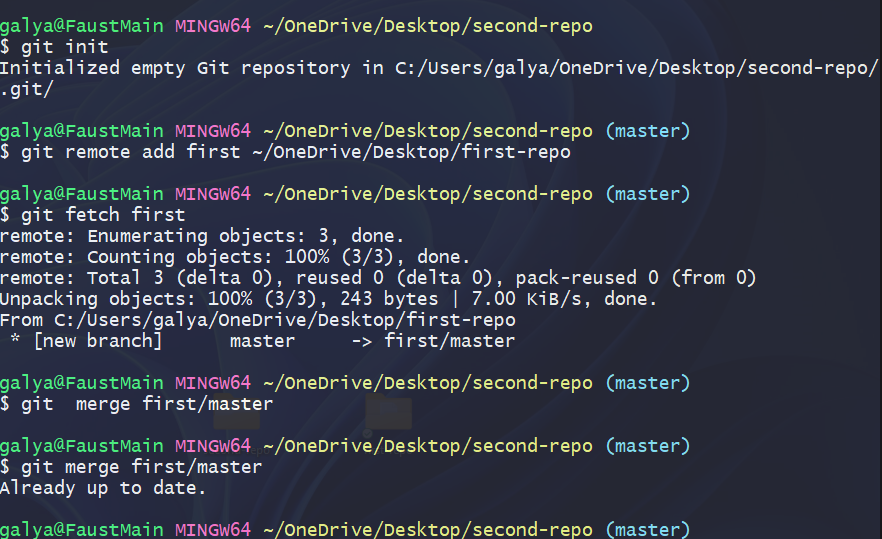 galya@FaustMain MINGW64 ~/OneDrive/Desktop/second-repo
$ git init
Initialized empty Git repository in C:/Users/galya/OneDrive/Desktop/second-repo/
.git/
galya@FaustMain MINGW64 ~/OneDrive/Desktop/second-repo (master)
$ git remote add first ~/OneDrive/Desktop/first-repo
galya@FaustMain MINGW64 ~/OneDrive/Desktop/second-repo (master)
$ git fetch first
remote: Enumerating objects: 3, done.
remote: Counting objects: 100% (3/3), done.
remote: Total 3 (delta 0), reused 0 (delta 0), pack-reused 0 (from 0)
Unpacking objects: 100% (3/3), 243 bytes | 7.00 KiB/s, done.
From C:/Users/galya/OneDrive/Desktop/first-repo
 * [new branch]      master     -> first/master
galya@FaustMain MINGW64 ~/OneDrive/Desktop/second-repo (master)
$ git  merge first/master
galya@FaustMain MINGW64 ~/OneDrive/Desktop/second-repo (master)
$ git merge first/master
Already up to date.
galya@FaustMain MINGW64 ~/OneDrive/Desktop/second-repo (master)